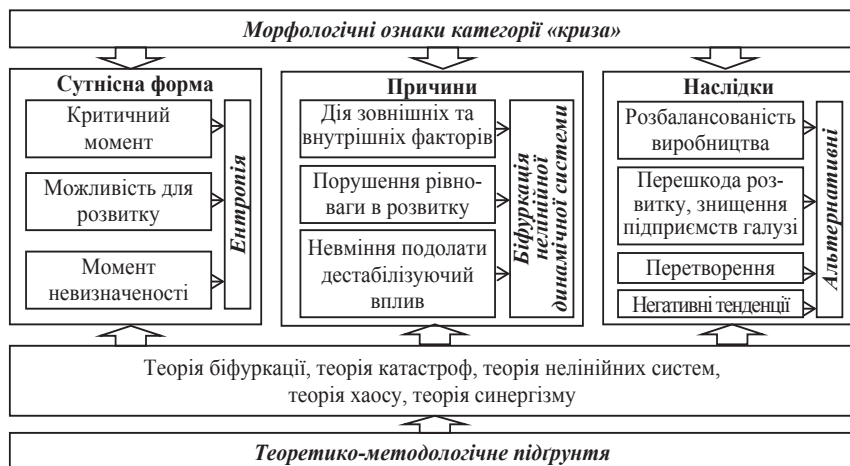 Морфологічні ознаки категорії «криза»
Сутнісна форма
Критичний
момент
Можливість для
розвитку
Момент
невизначеності
Ентропія
Причини
Дія зовнішніх та
внутрішніх факторів
Порушення рівно-
ваги в розвитку
Невміння подолати
дестабілізуючий
вплив
Біфуркація
нелінійної
динамічної системи
Наслідки
Розбалансованість
виробництва
Перешкода роз-
витку, знищення
підприємств галузі
Перетворення
Негативні тенденції
Альтернативні
Теорія біфуркації, теорія катастроф, теорія нелінійних систем,
теорія хаосу, теорія синергізму
Теоретико-методологічне підґрунтя